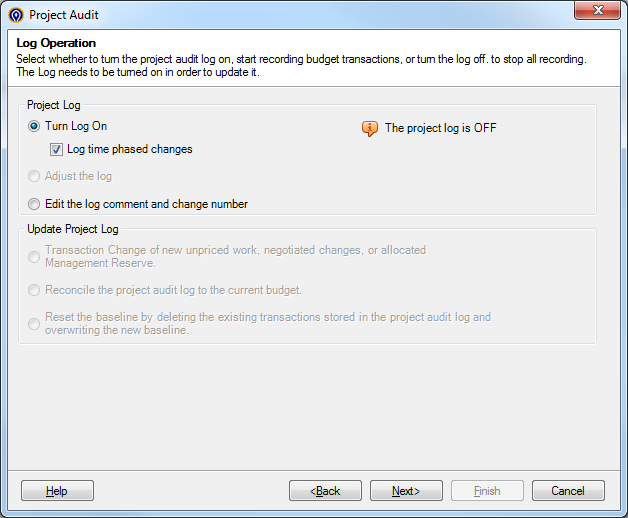 Project Audit
Log Operation
Select whether to turn the project audit log on, start recording budget transactions, or turn the log off. to stop all recording.
The Log needs to be turned on in order to update it.
Project Log
Turn Log On
The project log is OFF
Log time phased changes
Adjust the log
Edit the log comment and change number
Update Project Log
Transaction Change of new unpriced work, negotiated changes, or allocated
Management Reserve.
Reconcile the project audit log to the current budget.
Reset the baseline by deleting the existing transactions stored in the project audit log and
overwriting the new baseline.
Help
<Back
Next>
Finish
Cancel